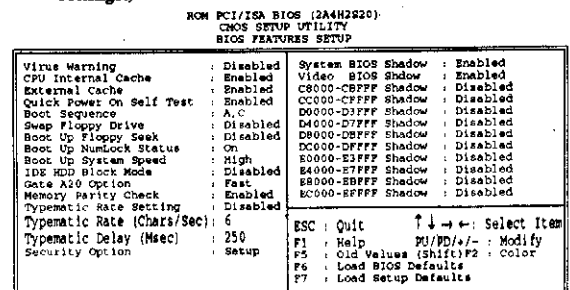 ROM PCI/ISA BIOS (2A4H2S20)
CMOS SETUP UTILITY
BIOS FEATURES SETUP
Virus Warning : Disabled
CPU Internal Cache : Enabled
External Cache : Enabled
Quick Power On Self Test : Enabled
Boot Sequence : A,C
Swap Floppy Drive : Disabled
Boot Up Floppy Seek : Disabled
Boot Up NumLock Status : On
Boot Up System Speed : High
IDE HDD Block Mode : Disabled
Gate A20 Option : Fast
Memory Parity Check : Enabled
Typematic Rate Setting : Disabled
Typematic Rate (Chars/Sec) : 6
Typematic Delay (Msec) : 250
Security Option : Setup
System BIOS Shadow : Enabled
Video BIOS Shdow : Enabled
C8000-CBFFF Shadow : Disabled
CC000-CFFFF Shadow : Disabled
D0000-D3FFF Shadow : Disabled
D4000-D7FFF Shadow : Disabled
D8000-DBFFF Shadow : Disabled
DC000-DFFFF Shadow : Disabled
E0000-E3FFF Shadow : Disabled
E4000-E7FFF Shadow : Disabled
E8000-EBFFF Shadow : Disabled
EC000-EFFFF Shadow : Disabled
ESC : Quit ↑↓→←: Select Item
F1 : Help PU/PD/+/- : Modify
F5 : Old Values (Shift)F2 : Color
F6 : Load BIOS Defaults
F7 : Load Setup Defaults